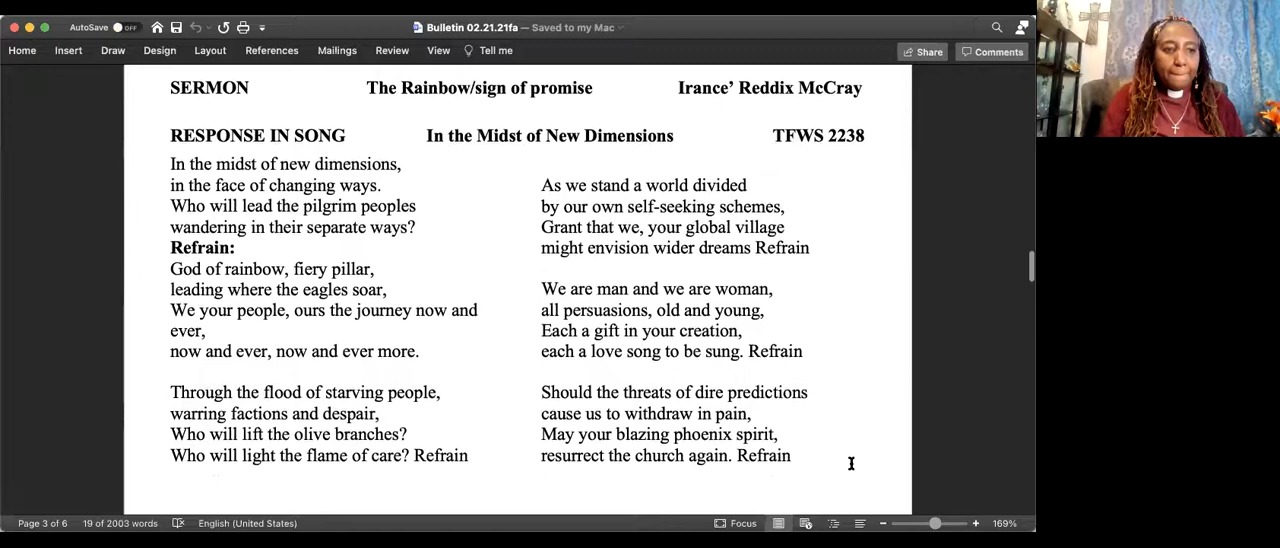 AutoSave OFF
Bulletin 02.21.21fa — Saved to my Mac
Home Insert Draw Design Layout References Mailings Review View Tell me Share Comments
SERMON The Rainbow/sign of promise Irance’ Reddix McCray
RESPONSE IN SONG In the Midst of New Dimensions TFWS 2238
In the midst of new dimensions,
in the face of changing ways.
Who will lead the pilgrim peoples
wandering in their separate ways?
Refrain:
God of rainbow, fiery pillar,
leading where the eagles soar,
We your people, ours the journey now and
ever,
now and ever, now and ever more.
Through the flood of starving people,
warring factions and despair,
Who will lift the olive branches?
Who will light the flame of care? Refrain
As we stand a world divided
by our own self-seeking schemes,
Grant that we, your global village
might envision wider dreams Refrain
We are man and we are woman,
all persuasions, old and young,
Each a gift in your creation,
each a love song to be sung. Refrain
Should the threats of dire predictions
cause us to withdraw in pain,
May your blazing phoenix spirit,
resurrect the church again. Refrain
Page 3 of 6 19 of 2003 words English (United States) Focus 169%